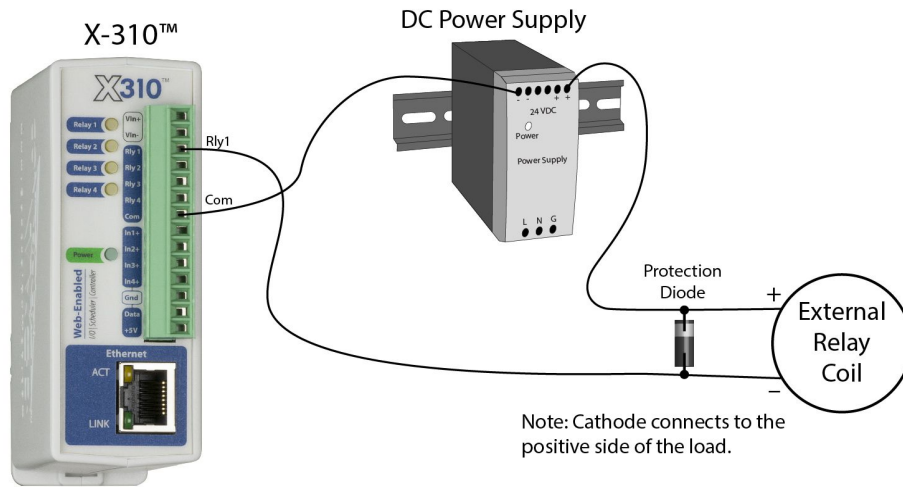 X-310™
DC Power Supply
X310™
Relay 1
Relay 2
Relay 3
Relay 4
Vin+
Vin-
Rly 1
Rly 2
Rly 3
Rly 4
Com
In1+
In2+
In3+
In4+
Gnd
Data
+5V
Power
Web-Enabled
I/O | Scheduler | Controller
Ethernet
ACT
LINK
Rly1
Com
- - + +
24 VDC
Power
Power Supply
L N G
Protection
Diode
+
External
Relay
Coil
–
Note: Cathode connects to the
positive side of the load.